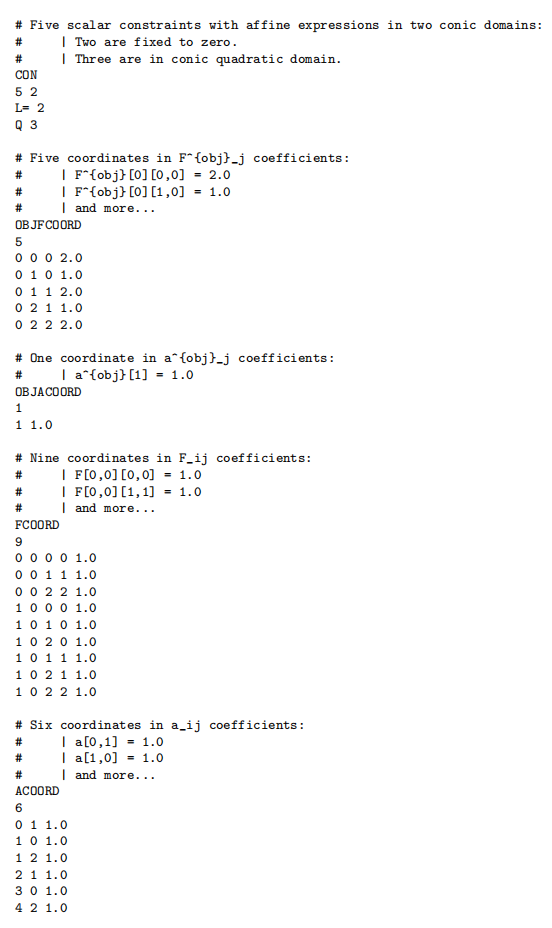 # Five scalar constraints with affine expressions in two conic domains:
# | Two are fixed to zero.
# | Three are in conic quadratic domain.
CON
5 2
L= 2
Q 3
# Five coordinates in F^{obj}_j coefficients:
# | F^{obj}[0][0,0] = 2.0
# | F^{obj}[0][1,0] = 1.0
# | and more...
OBJFCOORD
5
0 0 0 2.0
0 1 0 1.0
0 1 1 2.0
0 2 1 1.0
0 2 2 2.0
# One coordinate in a^{obj}_j coefficients:
# | a^{obj}[1] = 1.0
OBJACOORD
1
1 1.0
# Nine coordinates in F_ij coefficients:
# | F[0,0][0,0] = 1.0
# | F[0,0][1,1] = 1.0
# | and more...
FCOORD
9
0 0 0 0 1.0
0 0 1 1 1.0
0 0 2 2 1.0
1 0 0 0 1.0
1 0 1 0 1.0
1 0 2 0 1.0
1 0 1 1 1.0
1 0 2 1 1.0
1 0 2 2 1.0
# Six coordinates in a_ij coefficients:
# | a[0,1] = 1.0
# | a[1,0] = 1.0
# | and more...
ACOORD
6
0 1 1.0
1 0 1.0
1 2 1.0
2 1 1.0
3 0 1.0
4 2 1.0